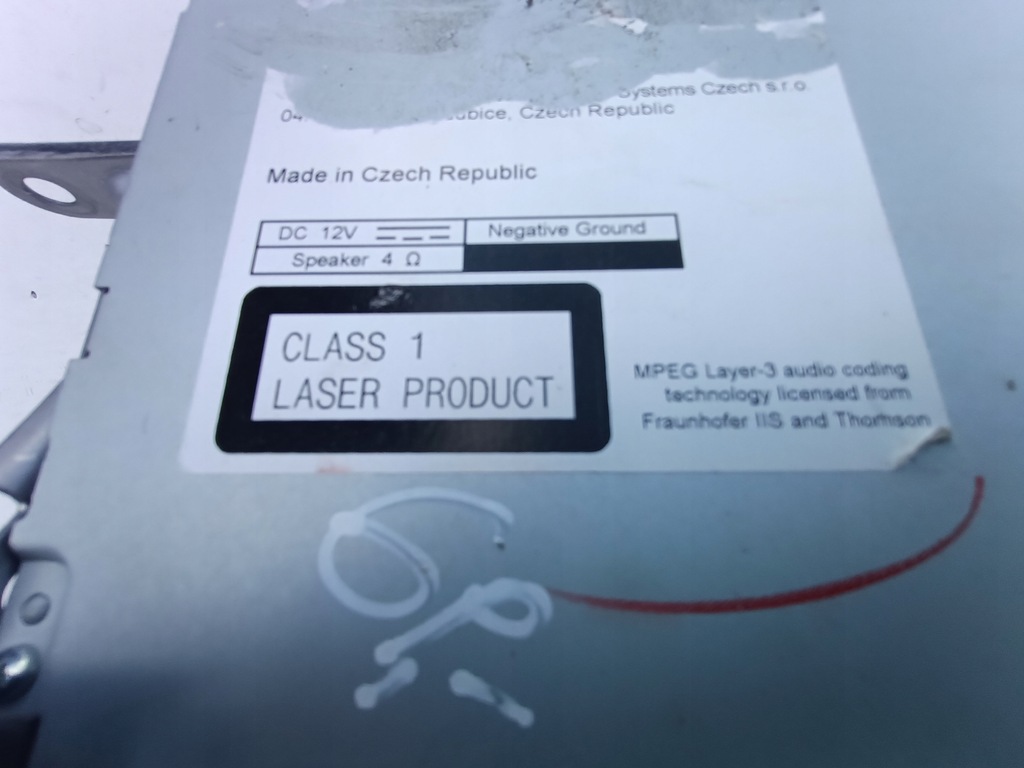 Systems Czech s.r.o.
Czech Republic
Made in Czech Republic
DC 12V
Negative Ground
Speaker 4 Ω
CLASS 1
LASER PRODUCT
MPEG Layer-3 audio coding
technology licensed from
Fraunhofer IIS and Thomson